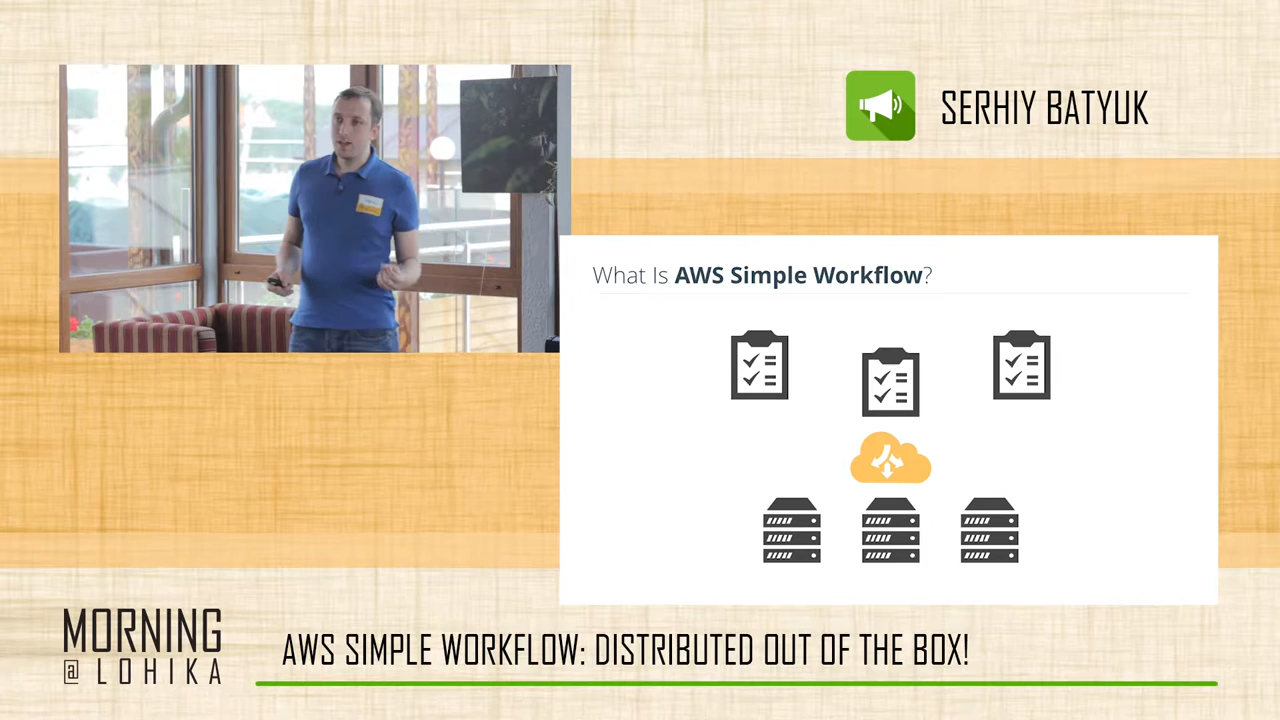 SERHIY BATYUK
What Is AWS Simple Workflow?
MORNING
@ LOHIKA
AWS SIMPLE WORKFLOW: DISTRIBUTED OUT OF THE BOX!